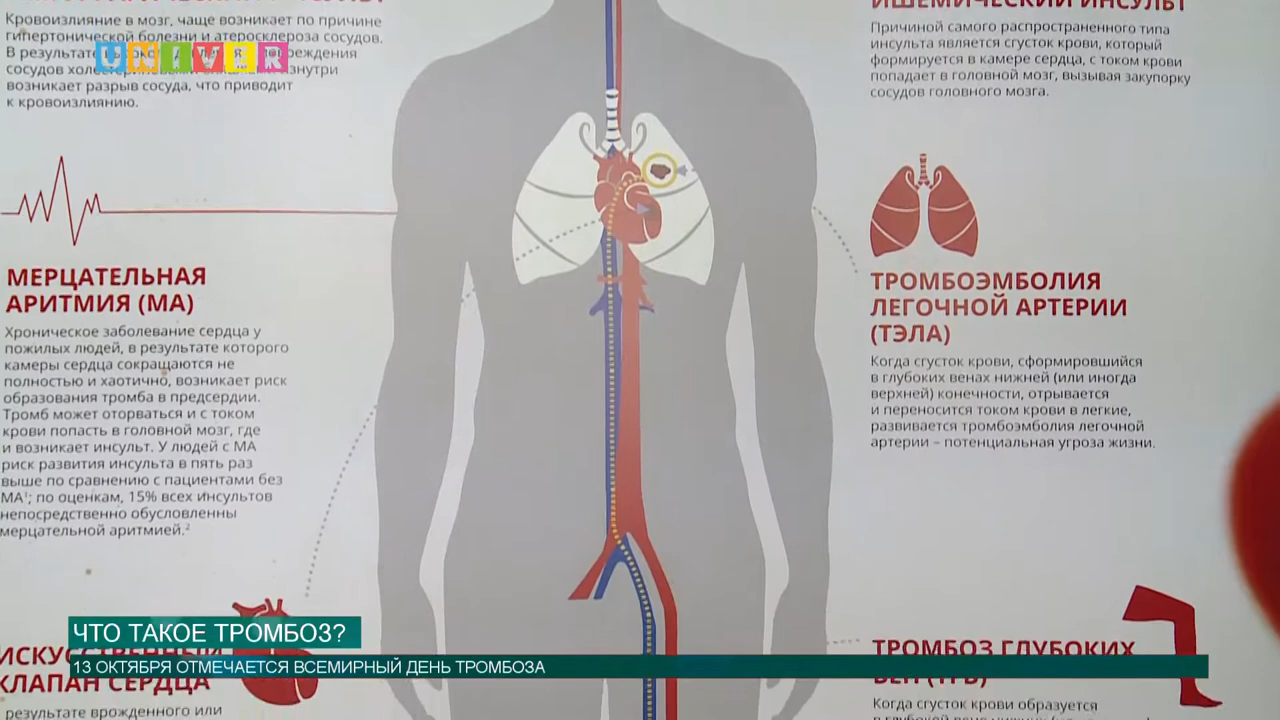 Кровоизлияние в мозг, чаще возникает по причине
гипертонической болезни и атеросклероза сосудов.
В результате
сосудов
возникает разрыв сосуда, что приводит
к кровоизлиянию.
UNIVER
МЕРЦАТЕЛЬНАЯ
АРИТМИЯ (МА)
Хроническое заболевание сердца у
пожилых людей, в результате которого
камеры сердца сокращаются не
полностью и хаотично, возникает риск
образования тромба в предсердии.
Тромб может оторваться и с током
крови попасть в головной мозг, где
и возникает инсульт. У людей с МА
риск развития инсульта в пять раз
выше по сравнению с пациентами без
МА¹; по оценкам, 15% всех инсультов
непосредственно обусловленны
мерцательной аритмией.²
ИСКУССТВЕННЫЙ
КЛАПАН СЕРДЦА
результате врожденного или
ИШЕМИЧЕСКИЙ ИНСУЛЬТ
Причиной самого распространенного типа
инсульта является сгусток крови, который
формируется в камере сердца, с током крови
попадает в головной мозг, вызывая закупорку
сосудов головного мозга.
ТРОМБОЭМБОЛИЯ
ЛЕГОЧНОЙ АРТЕРИИ
(ТЭЛА)
Когда сгусток крови, сформировшийся
в глубоких венах нижней (или иногда
верхней) конечности, отрывается
и переносится током крови в легкие,
развивается тромбоэмболия легочной
артерии – потенциальная угроза жизни.
ТРОМБОЗ ГЛУБОКИХ
ВЕН (ТГВ)
Когда сгусток крови образуется
ЧТО ТАКОЕ ТРОМБОЗ?
13 ОКТЯБРЯ ОТМЕЧАЕТСЯ ВСЕМИРНЫЙ ДЕНЬ ТРОМБОЗА